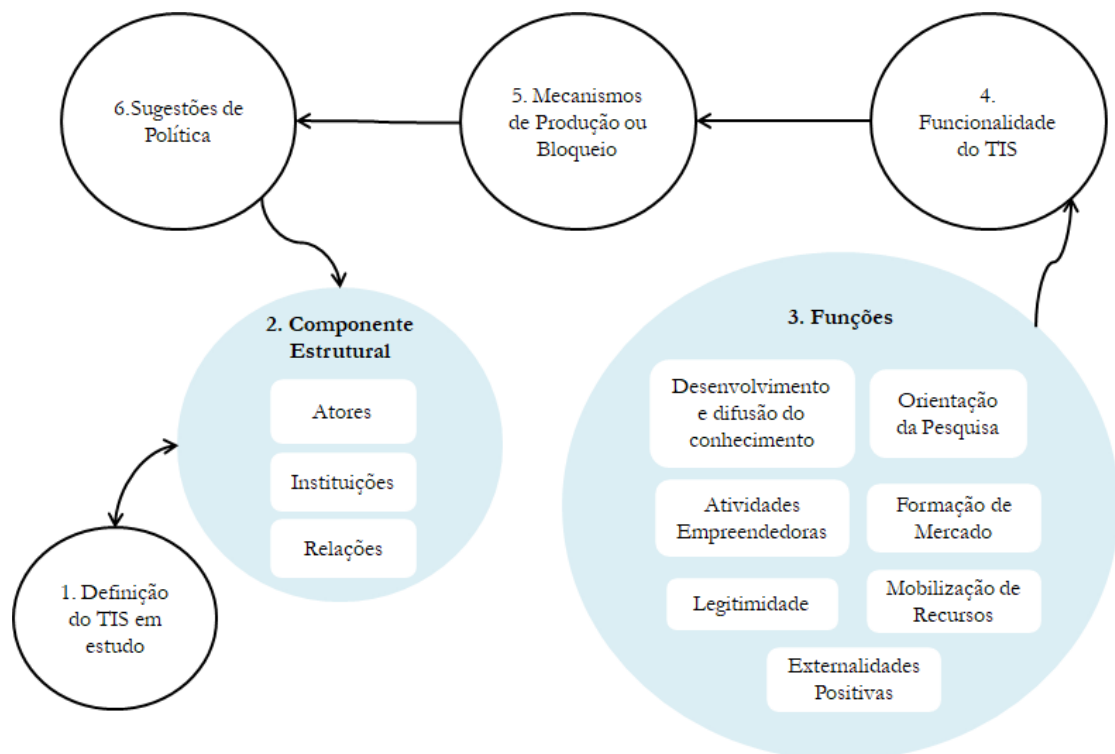 1. Definição
do TIS em
estudo
2. Componente
Estrutural
Atores
Instituições
Relações
3. Funções
Desenvolvimento
e difusão do
conhecimento
Orientação
da Pesquisa
Atividades
Empreendedoras
Formação de
Mercado
Legitimidade
Mobilização de
Recursos
Externalidades
Positivas
4.
Funcionalidade
do TIS
5. Mecanismos
de Produção ou
Bloqueio
6.Sugestões de
Política